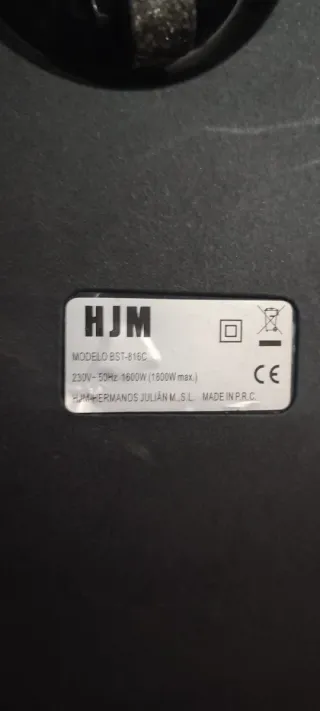 HJM
MODELO BST-816C
230V~ 50Hz 1600W (1800W max.)
CE
HJM-HERMANOS JULIÁN M., S.L. MADE IN P.R.C.